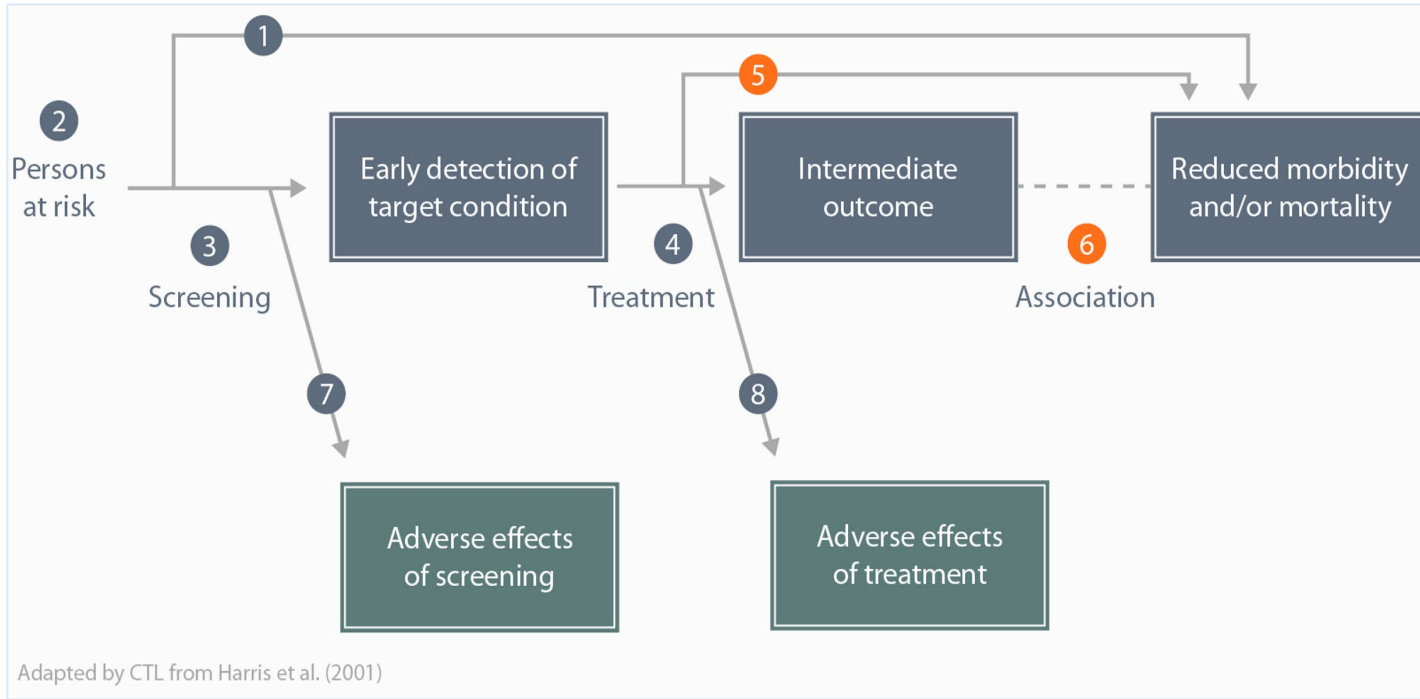 1
5
2
Persons
at risk
Early detection of
target condition
Intermediate
outcome
Reduced morbidity
and/or mortality
3
Screening
4
Treatment
6
Association
7
8
Adverse effects
of screening
Adverse effects
of treatment
Adapted by CTL from Harris et al. (2001)